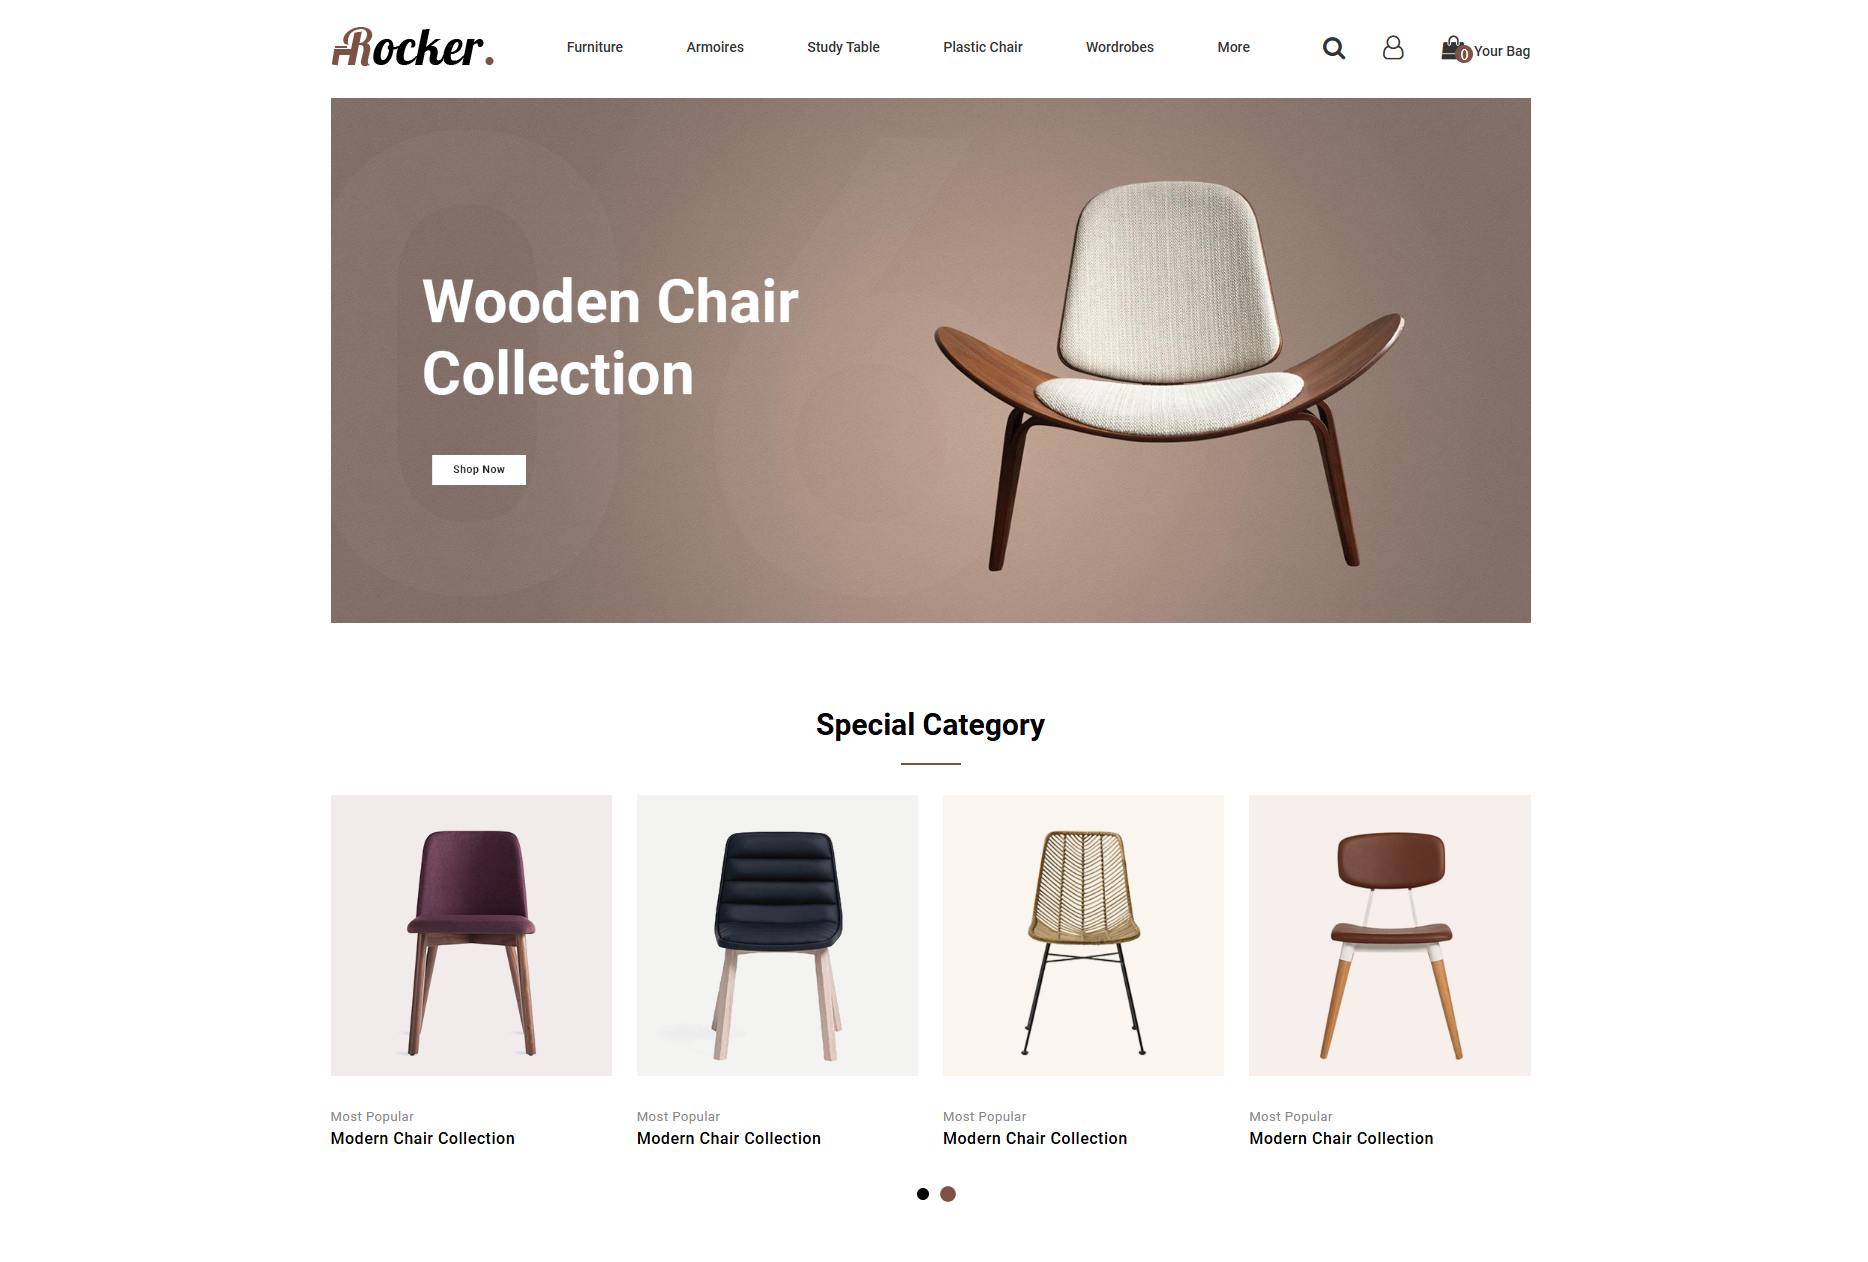 Rocker.
Furniture
Armoires
Study Table
Plastic Chair
Wordrobes
More
0
Your Bag
Wooden Chair
Collection
Shop Now
Special Category
Most Popular
Modern Chair Collection
Most Popular
Modern Chair Collection
Most Popular
Modern Chair Collection
Most Popular
Modern Chair Collection